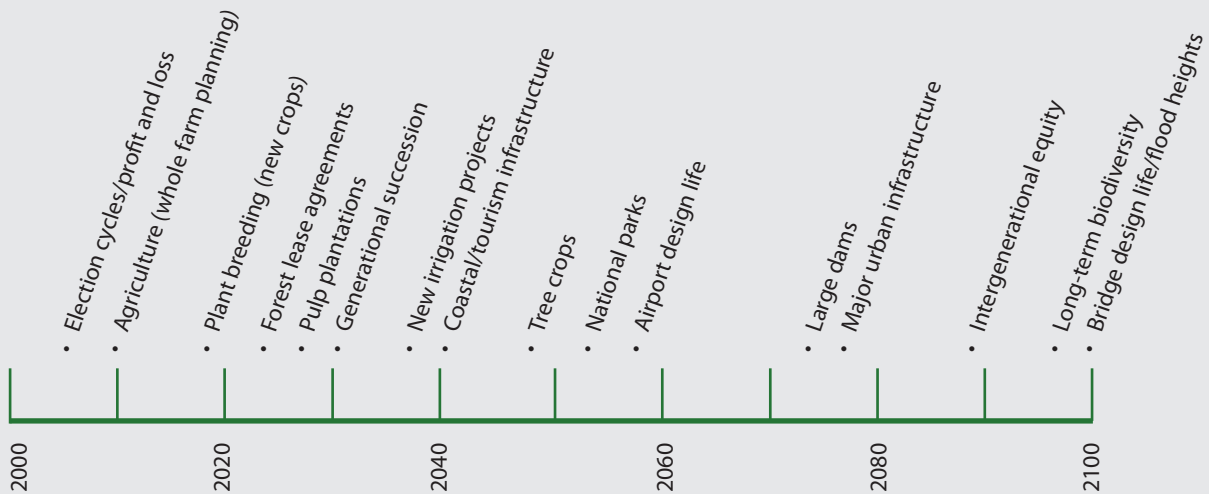 • Election cycles/profit and loss
• Agriculture (whole farm planning)
• Plant breeding (new crops)
• Forest lease agreements
• Pulp plantations
• Generational succession
• New irrigation projects
• Coastal/tourism infrastructure
• Tree crops
• National parks
• Airport design life
• Large dams
• Major urban infrastructure
• Intergenerational equity
• Long-term biodiversity
• Bridge design life/flood heights
2000
2020
2040
2060
2080
2100